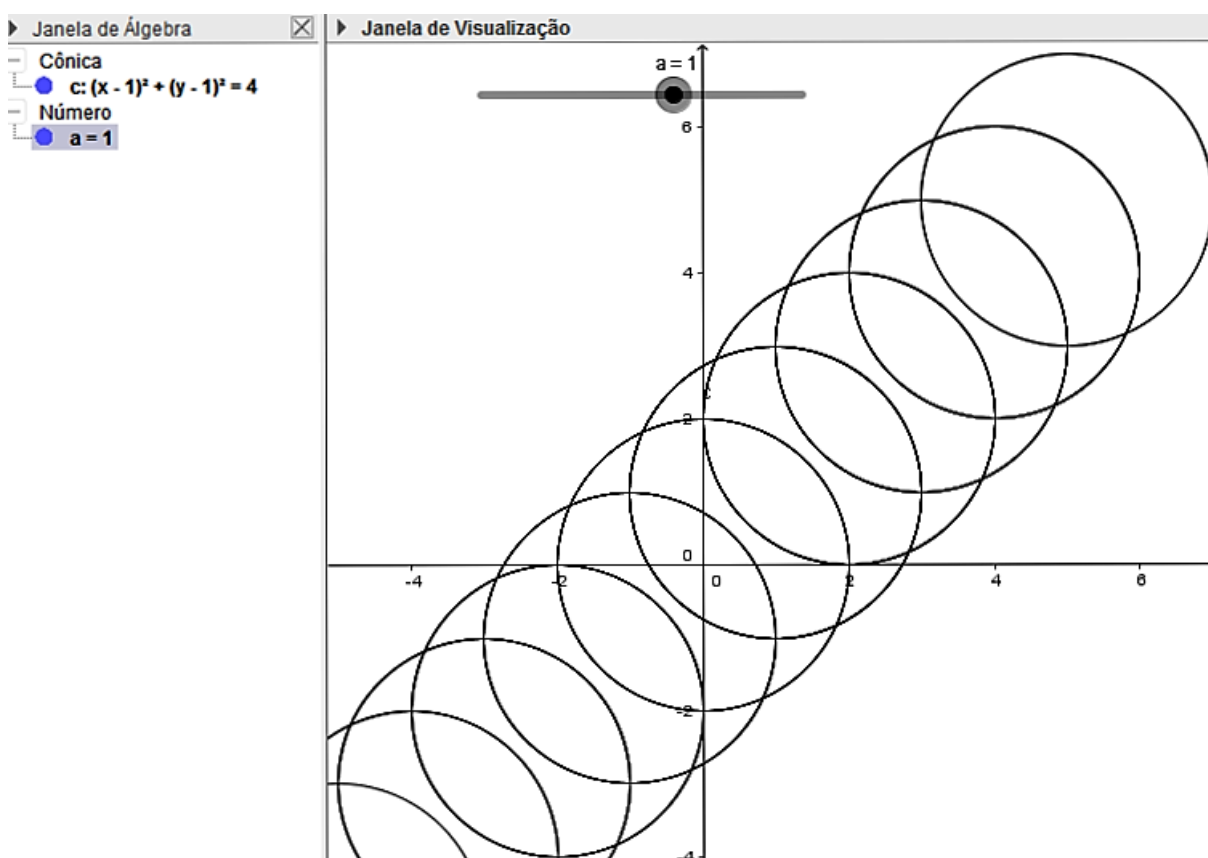 Janela de Álgebra
Janela de Visualização
Cônica
c: (x - 1)² + (y - 1)² = 4
Número
a = 1
a = 1
6
4
2
0
-4
-2
0
2
4
6
-2
-4